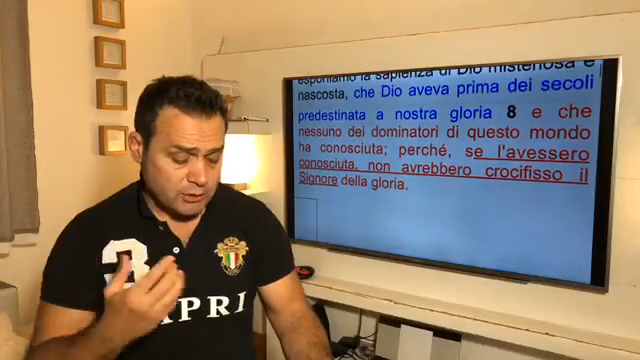 esponiamo la sapienza di Dio misteriosa e
nascosta, che Dio aveva prima dei secoli
predestinata a nostra gloria 8 e che
nessuno dei dominatori di questo mondo
ha conosciuta; perché, se l'avessero
conosciuta, non avrebbero crocifisso il
Signore della gloria.
3
APRI